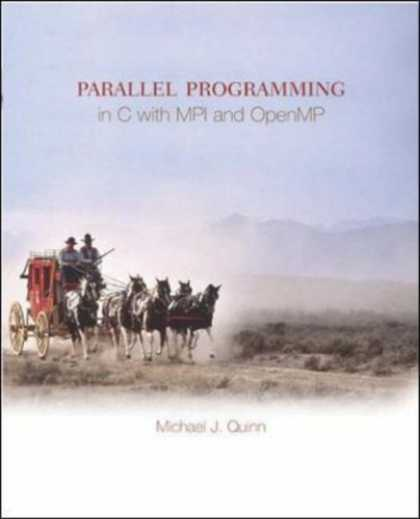 PARALLEL PROGRAMMING
in C with MPI and OpenMP
Michael J. Quinn